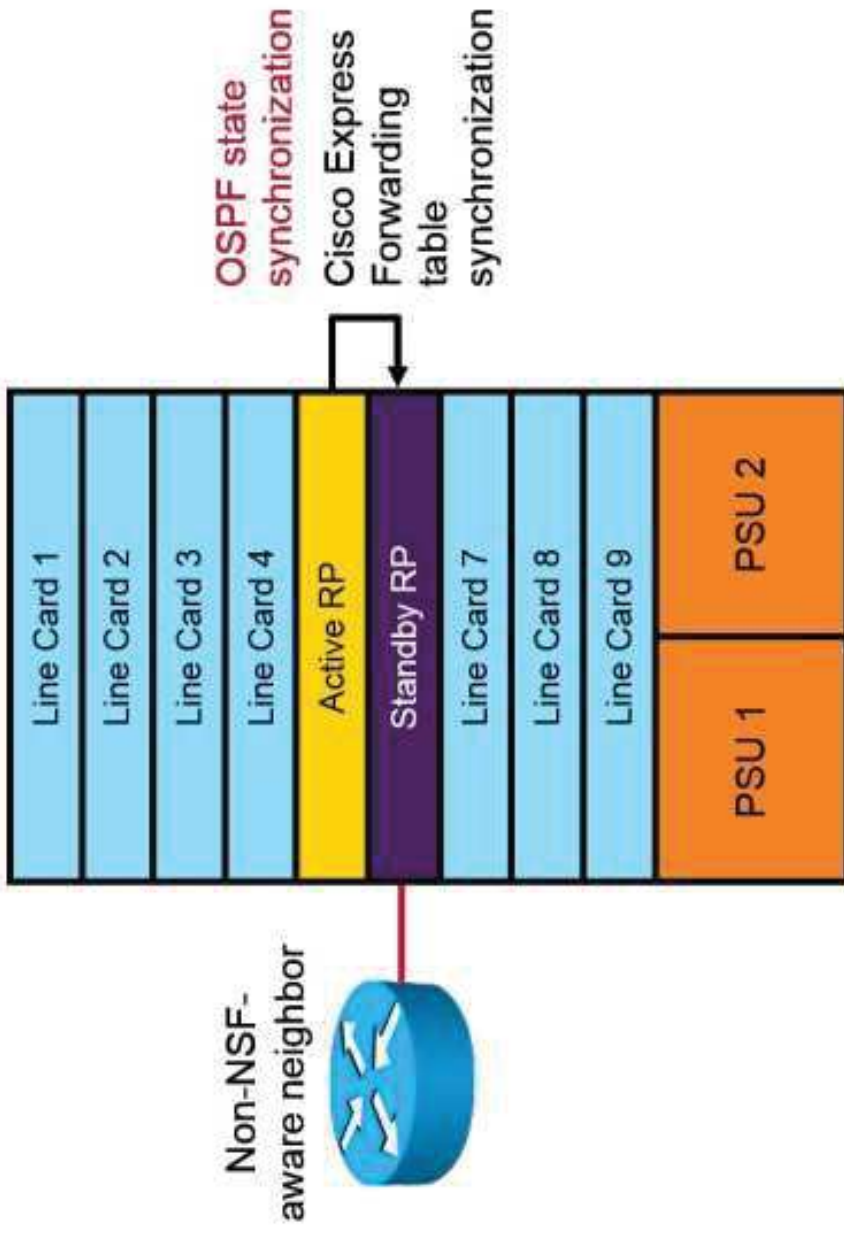 Non-NSF-
aware neighbor
Line Card 1
Line Card 2
Line Card 3
Line Card 4
Active RP
Standby RP
Line Card 7
Line Card 8
Line Card 9
PSU 1
PSU 2
OSPF state
synchronization
Cisco Express
Forwarding
table
synchronization